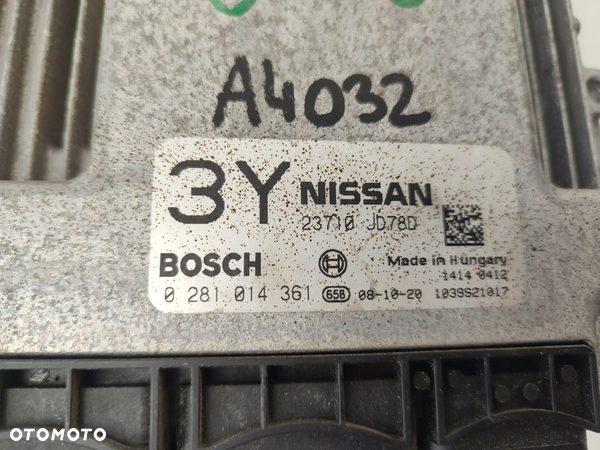 A4032
3Y NISSAN
23710 JD78D
BOSCH
Made in Hungary
1414 0412
0 281 014 361 65B 08-10-20 1039S21017
OTOMOTO